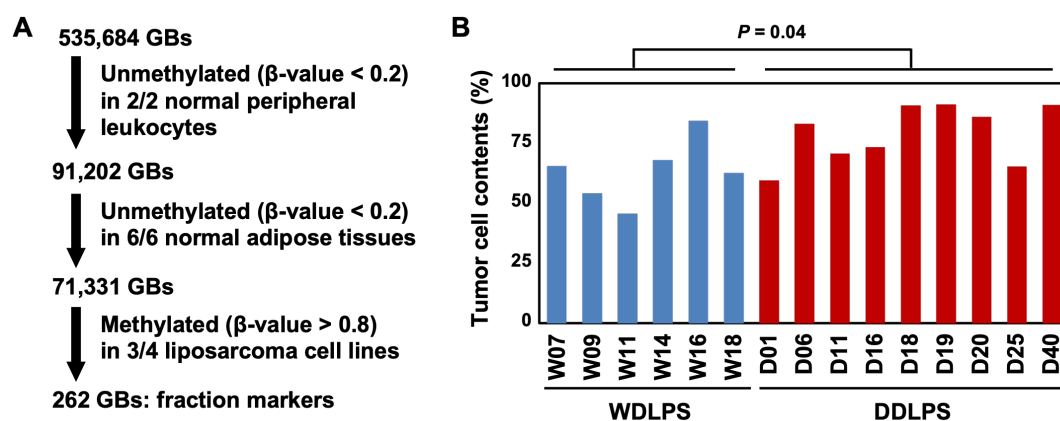 A
535,684 GBs
Unmethylated (β-value < 0.2)
in 2/2 normal peripheral
leukocytes
91,202 GBs
Unmethylated (β-value < 0.2)
in 6/6 normal adipose tissues
71,331 GBs
Methylated (β-value > 0.8)
in 3/4 liposarcoma cell lines
262 GBs: fraction markers
B
P = 0.04
Tumor cell contents (%)
100
75
50
25
0
W07
W09
W11
W14
W16
W18
D01
D06
D11
D16
D18
D19
D20
D25
D40
WDLPS
DDLPS